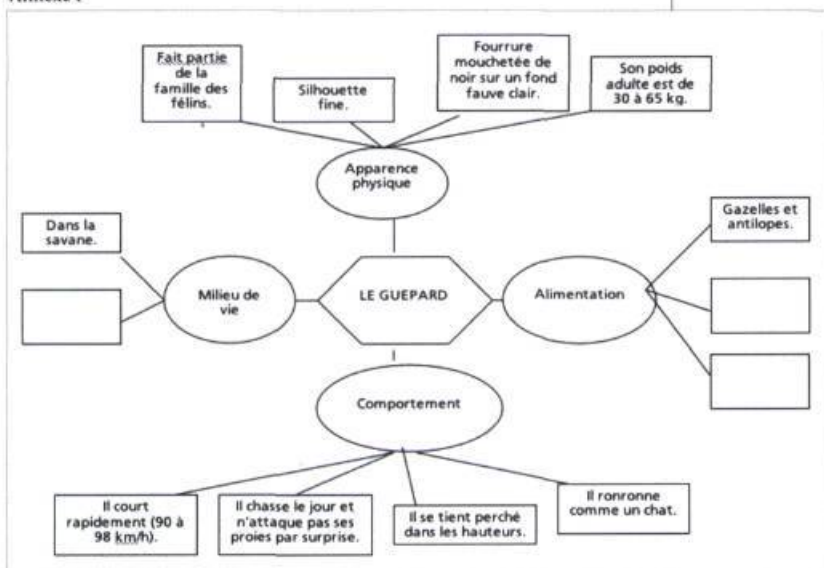 Fait partie
de la
famille des
félins.
Silhouette
fine.
Fourrure
mouchetée de
noir sur un fond
fauve clair.
Son poids
adulte est de
30 à 65 kg.
Apparence
physique
Dans la
savane.
Milieu de
vie
LE GUEPARD
Alimentation
Gazelles et
antilopes.
Comportement
Il court
rapidement (90 à
98 km/h).
Il chasse le jour et
n'attaque pas ses
proies par surprise.
Il se tient perché
dans les hauteurs.
Il ronronne
comme un chat.